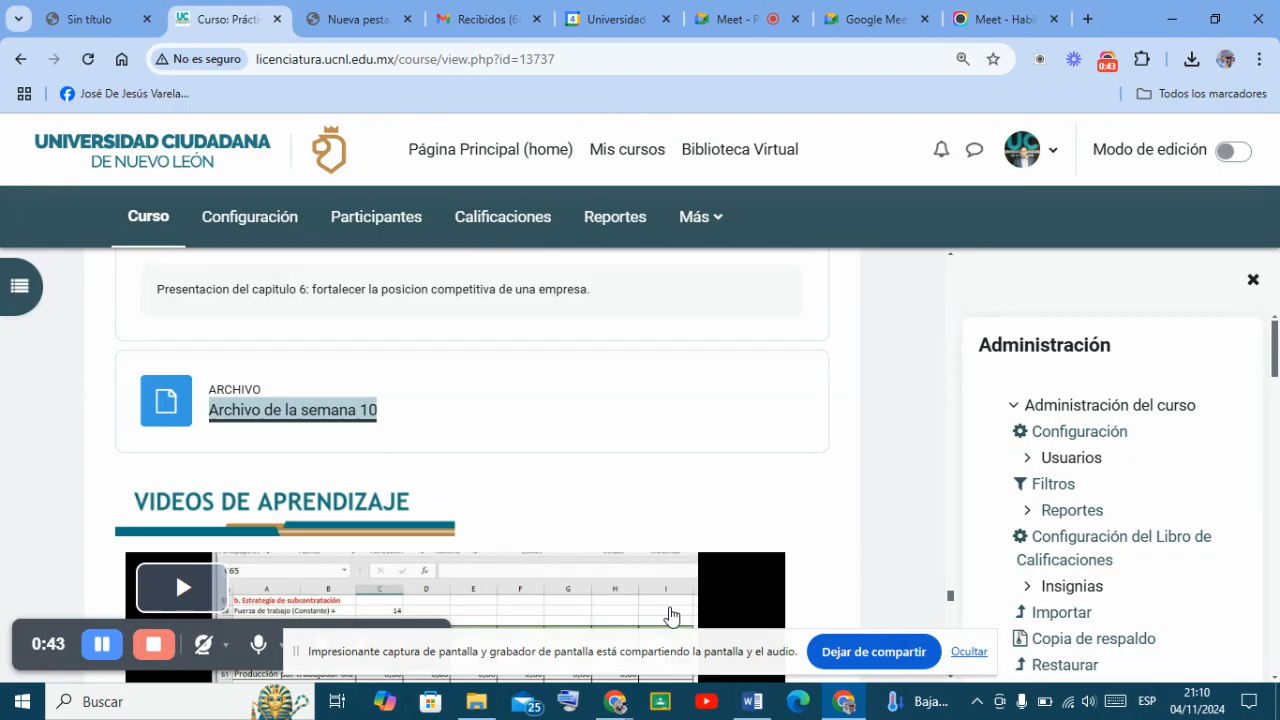 Sin título
Curso: Prácti
Nueva pesta
Recibidos (6
Universidad
Meet - P
Google Mee
Meet - Habil
No es seguro
licenciatura.ucnl.edu.mx/course/view.php?id=13737
0:43
José De Jesús Varela...
Todos los marcadores
UNIVERSIDAD CIUDADANA
DE NUEVO LEÓN
Página Principal (home)
Mis cursos
Biblioteca Virtual
UC
Modo de edición
Curso
Configuración
Participantes
Calificaciones
Reportes
Más
Presentacion del capitulo 6: fortalecer la posicion competitiva de una empresa.
ARCHIVO
Archivo de la semana 10
VIDEOS DE APRENDIZAJE
Administración
Administración del curso
Configuración
Usuarios
Filtros
Reportes
Configuración del Libro de
Calificaciones
Insignias
Importar
Copia de respaldo
Restaurar
A B C D E F G H I
b. Estrategia de subcontratación
Fuerza de trabajo (Constante) = 14
0:43
Impresionante captura de pantalla y grabador de pantalla está compartiendo la pantalla y el audio.
Dejar de compartir
Ocultar
Buscar
25
Baja...
ESP
21:10
04/11/2024